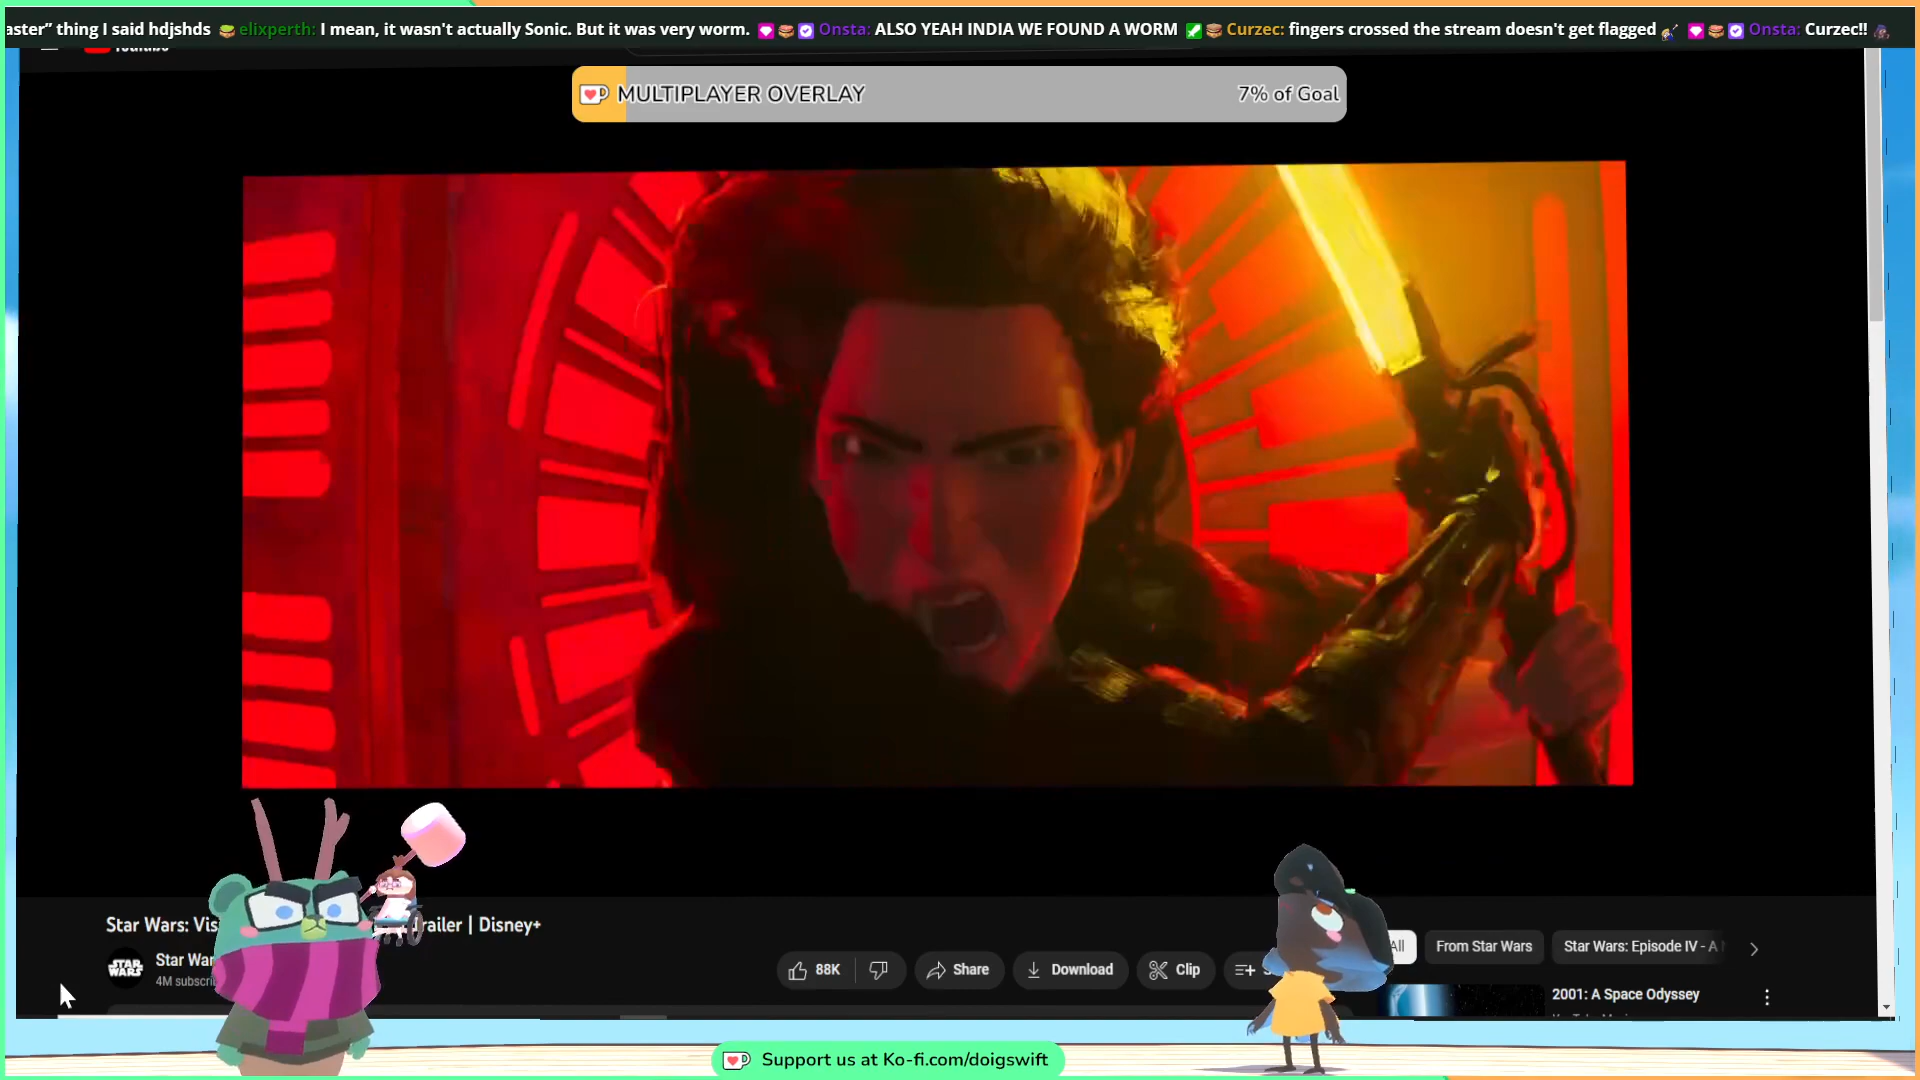 aster” thing I said hdjshds elixperth: I mean, it wasn't actually Sonic. But it was very worm. Onsta: ALSO YEAH INDIA WE FOUND A WORM Curzec: fingers crossed the stream doesn't get flagged Onsta: Curzec!!
MULTIPLAYER OVERLAY 7% of Goal
Star Wars: Vis railer | Disney+
STAR WARS
Star War
4M subscri
88K Share Download Clip
All From Star Wars Star Wars: Episode IV - A
2001: A Space Odyssey
Support us at Ko-fi.com/doigswift